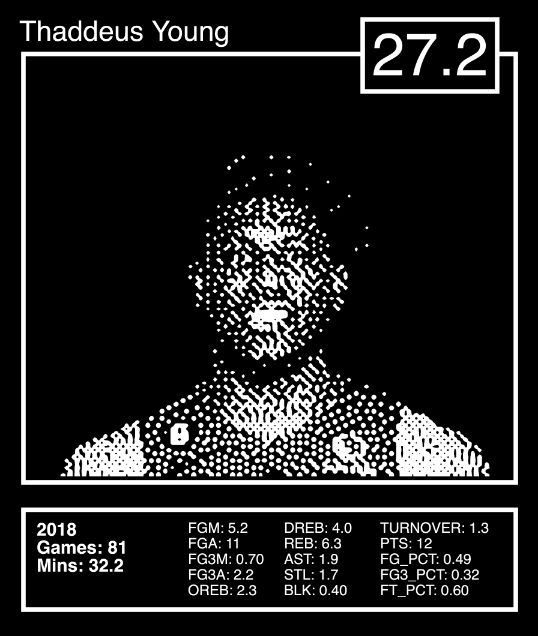 Thaddeus Young
27.2
2018
Games: 81
Mins: 32.2
FGM: 5.2
FGA: 11
FG3M: 0.70
FG3A: 2.2
OREB: 2.3
DREB: 4.0
REB: 6.3
AST: 1.9
STL: 1.7
BLK: 0.40
TURNOVER: 1.3
PTS: 12
FG_PCT: 0.49
FG3_PCT: 0.32
FT_PCT: 0.60